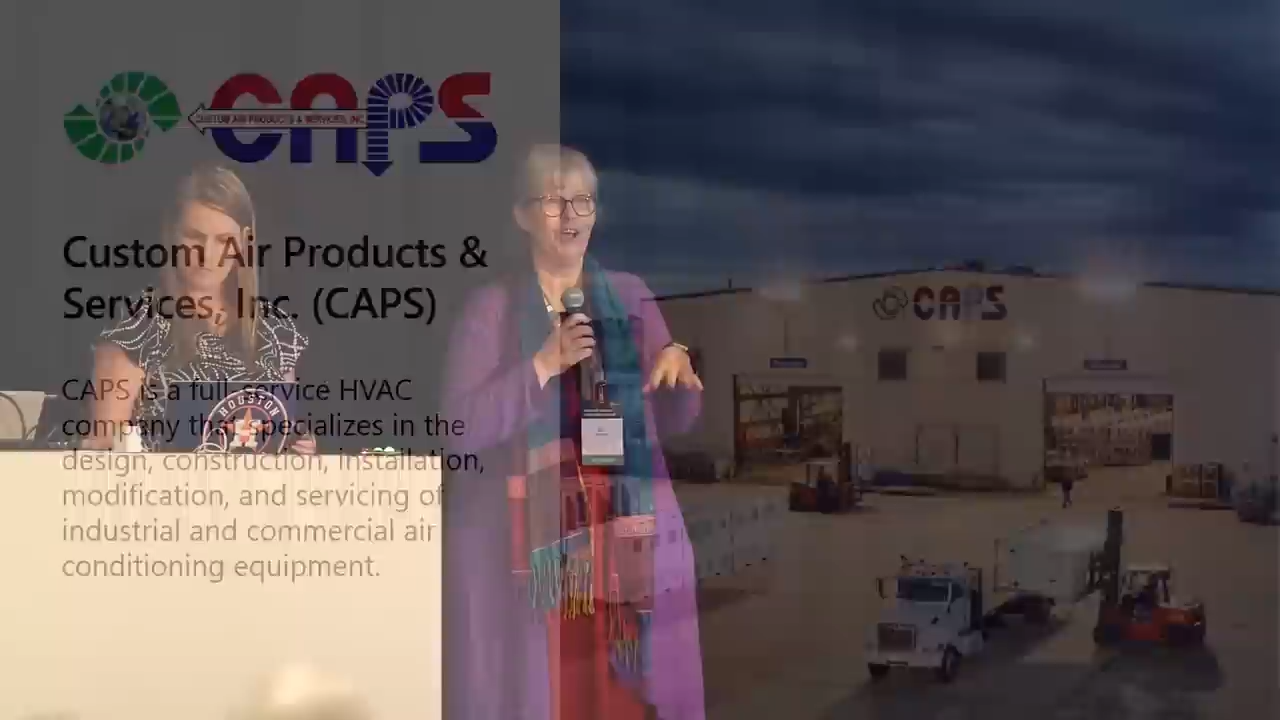 CAPS
CUSTOM AIR PRODUCTS & SERVICES, INC.
Custom Air Products &
Services, Inc. (CAPS)
CAPS is a full-service HVAC
company that specializes in the
design, construction, installation,
modification, and servicing of
industrial and commercial air
conditioning equipment.
HOUSTON
CAPS